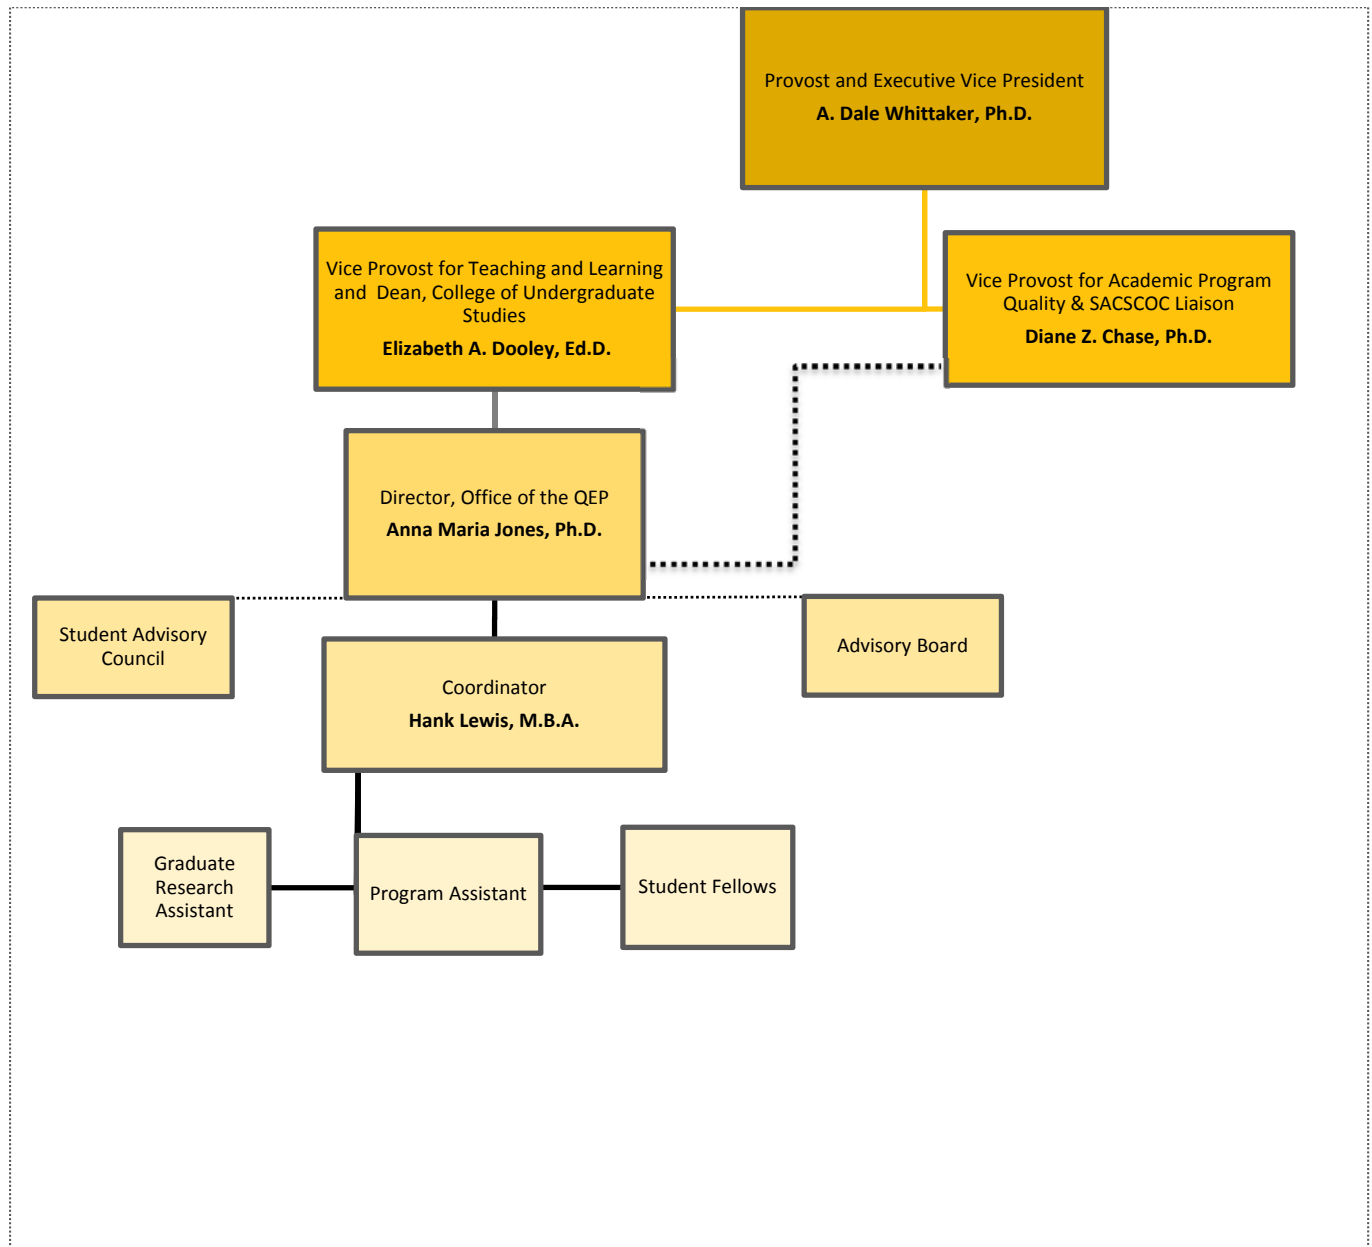 Provost and Executive Vice President
A. Dale Whittaker, Ph.D.
Vice Provost for Teaching and Learning
and Dean, College of Undergraduate
Studies
Elizabeth A. Dooley, Ed.D.
Vice Provost for Academic Program
Quality & SACSCOC Liaison
Diane Z. Chase, Ph.D.
Director, Office of the QEP
Anna Maria Jones, Ph.D.
Student Advisory
Council
Advisory Board
Coordinator
Hank Lewis, M.B.A.
Graduate
Research
Assistant
Program Assistant
Student Fellows